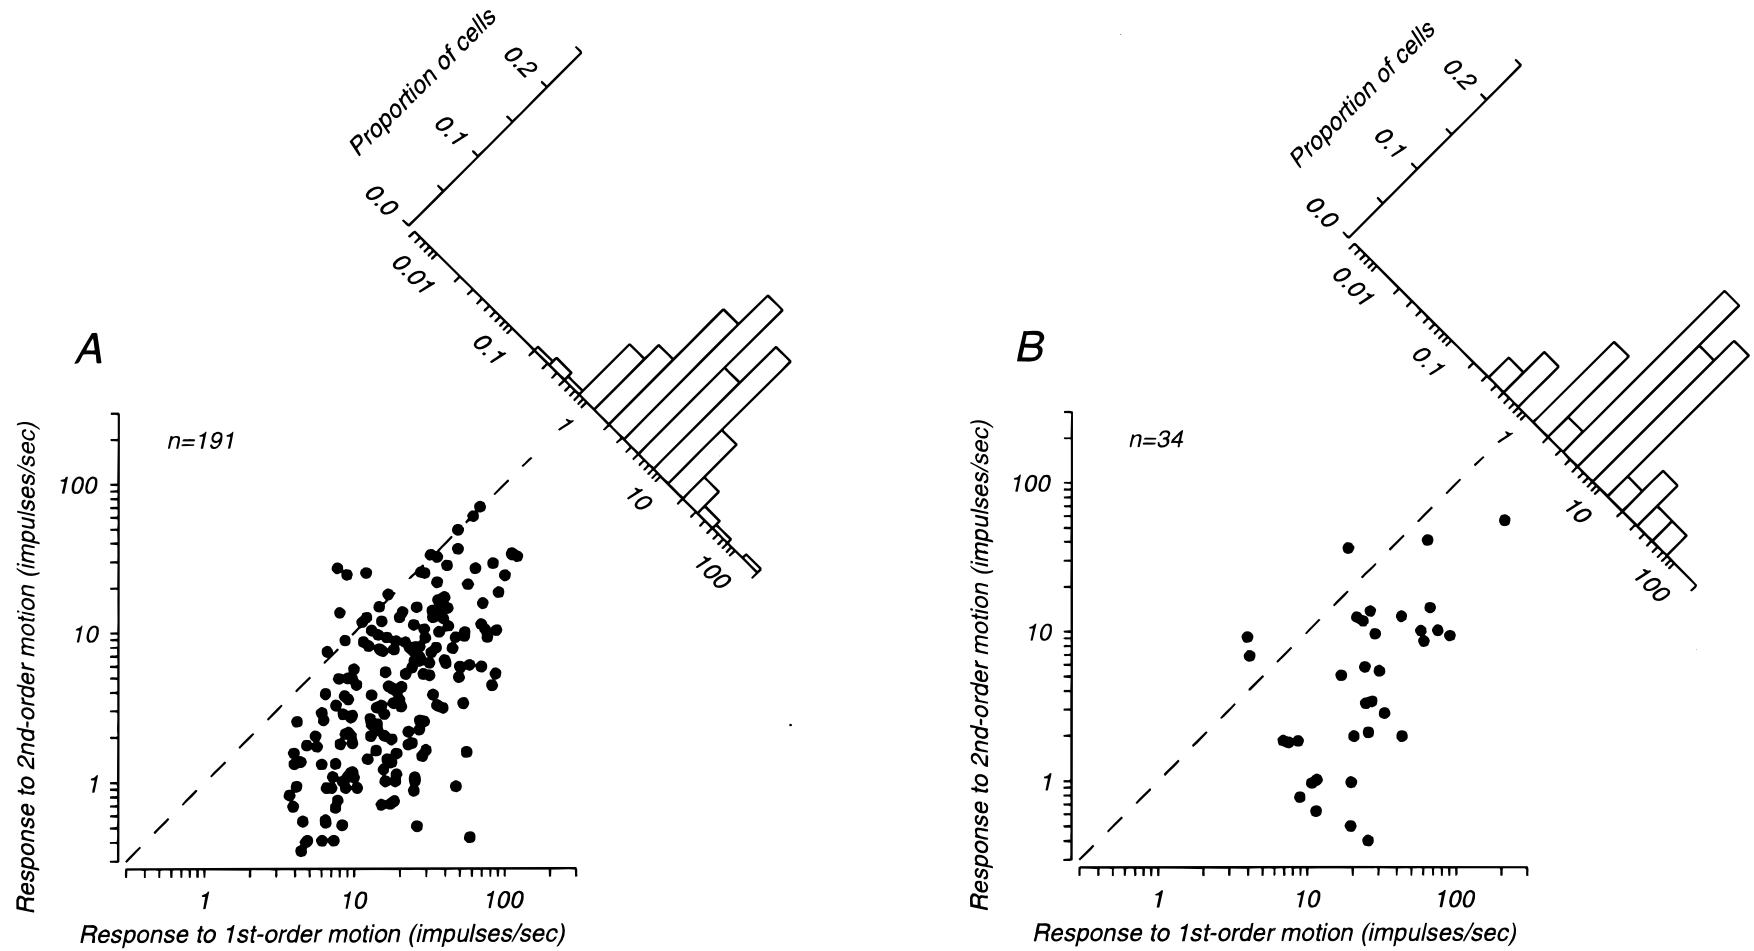 A
n=191
Proportion of cells
0.2
0.1
0.0
0.01
0.1
1
10
100
Response to 2nd-order motion (impulses/sec)
100
10
1
1
10
100
Response to 1st-order motion (impulses/sec)
B
n=34
Proportion of cells
0.2
0.1
0.0
0.01
0.1
1
10
100
Response to 2nd-order motion (impulses/sec)
100
10
1
1
10
100
Response to 1st-order motion (impulses/sec)